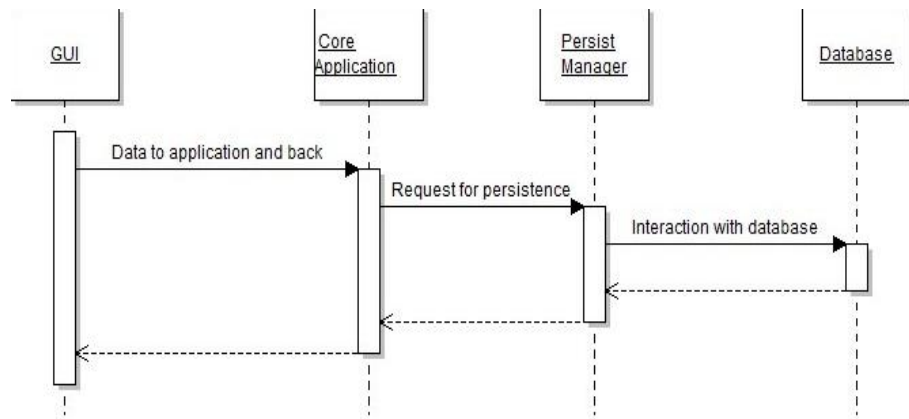 GUI
Core
Application
Persist
Manager
Database
Data to application and back
Request for persistence
Interaction with database